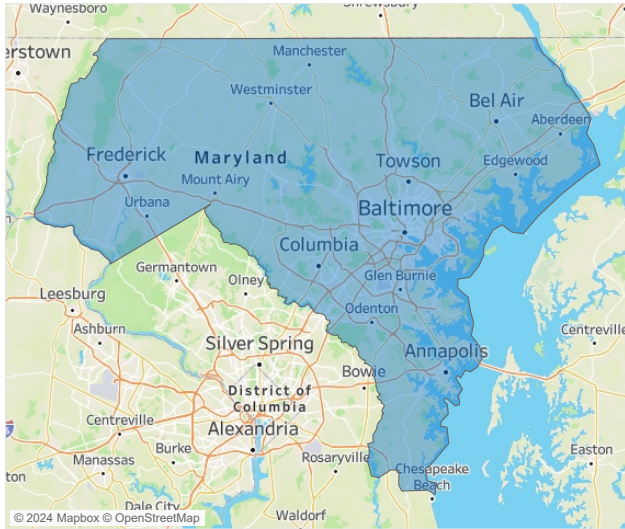 Waynesboro
Manchester
Westminster
Bel Air
Aberdeen
Frederick
Maryland
Towson
Edgewood
Mount Airy
Urbana
Baltimore
Columbia
Germantown
Olney
Glen Burnie
Leesburg
Odenton
Ashburn
Centreville
Silver Spring
Annapolis
Bowie
District of
Columbia
Centreville
Alexandria
Burke
Rosaryville
Easton
Manassas
Chesapeake
Beach
Dale City
Waldorf
© 2024 Mapbox © OpenStreetMap